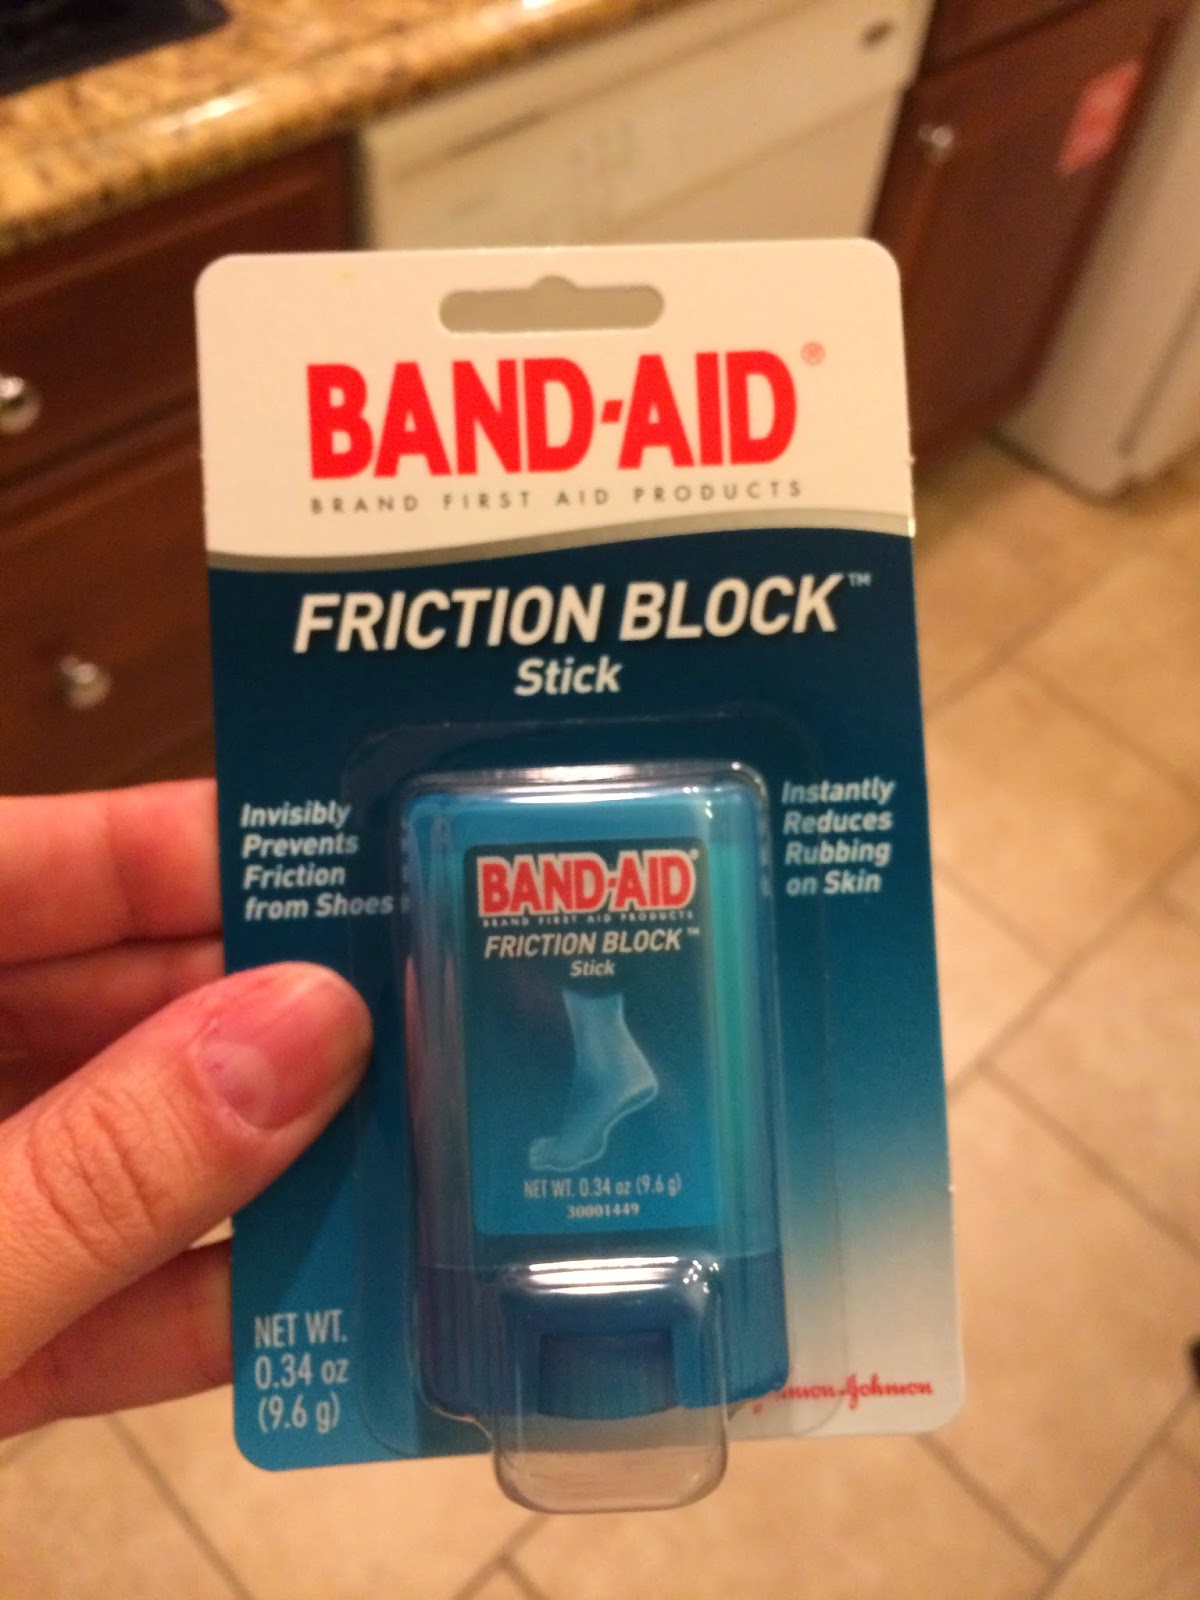 BAND-AID®
BRAND FIRST AID PRODUCTS
FRICTION BLOCK™
Stick
Invisibly
Prevents
Friction
from Shoes
Instantly
Reduces
Rubbing
on Skin
BAND-AID®
BRAND FIRST AID PRODUCTS
FRICTION BLOCK™
Stick
NET WT. 0.34 oz (9.6 g)
30001449
NET WT.
0.34 oz
(9.6 g)
Johnson